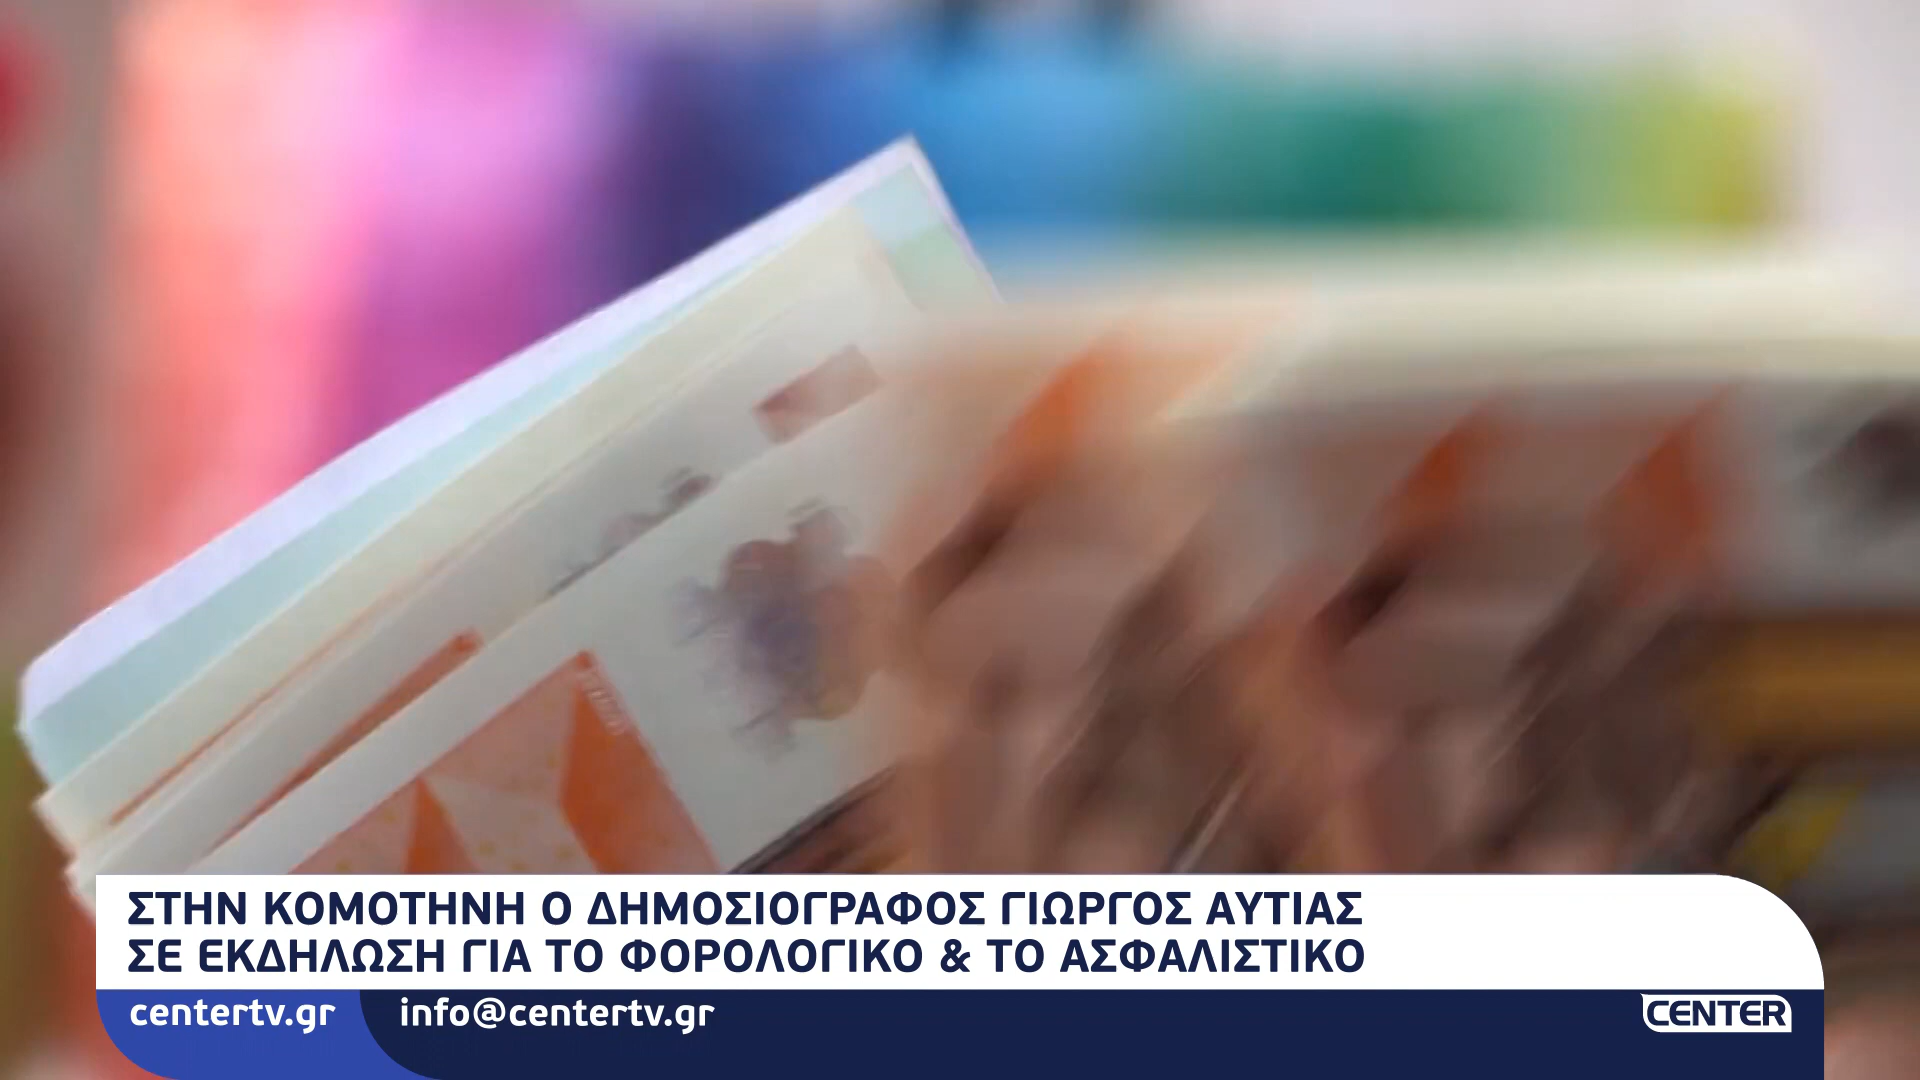 ΣΤΗΝ ΚΟΜΟΤΗΝΗ Ο ΔΗΜΟΣΙΟΓΡΑΦΟΣ ΓΙΩΡΓΟΣ ΑΥΤΙΑΣ
ΣΕ ΕΚΔΗΛΩΣΗ ΓΙΑ ΤΟ ΦΟΡΟΛΟΓΙΚΟ & ΤΟ ΑΣΦΑΛΙΣΤΙΚΟ
centertv.gr info@centertv.gr CENTER